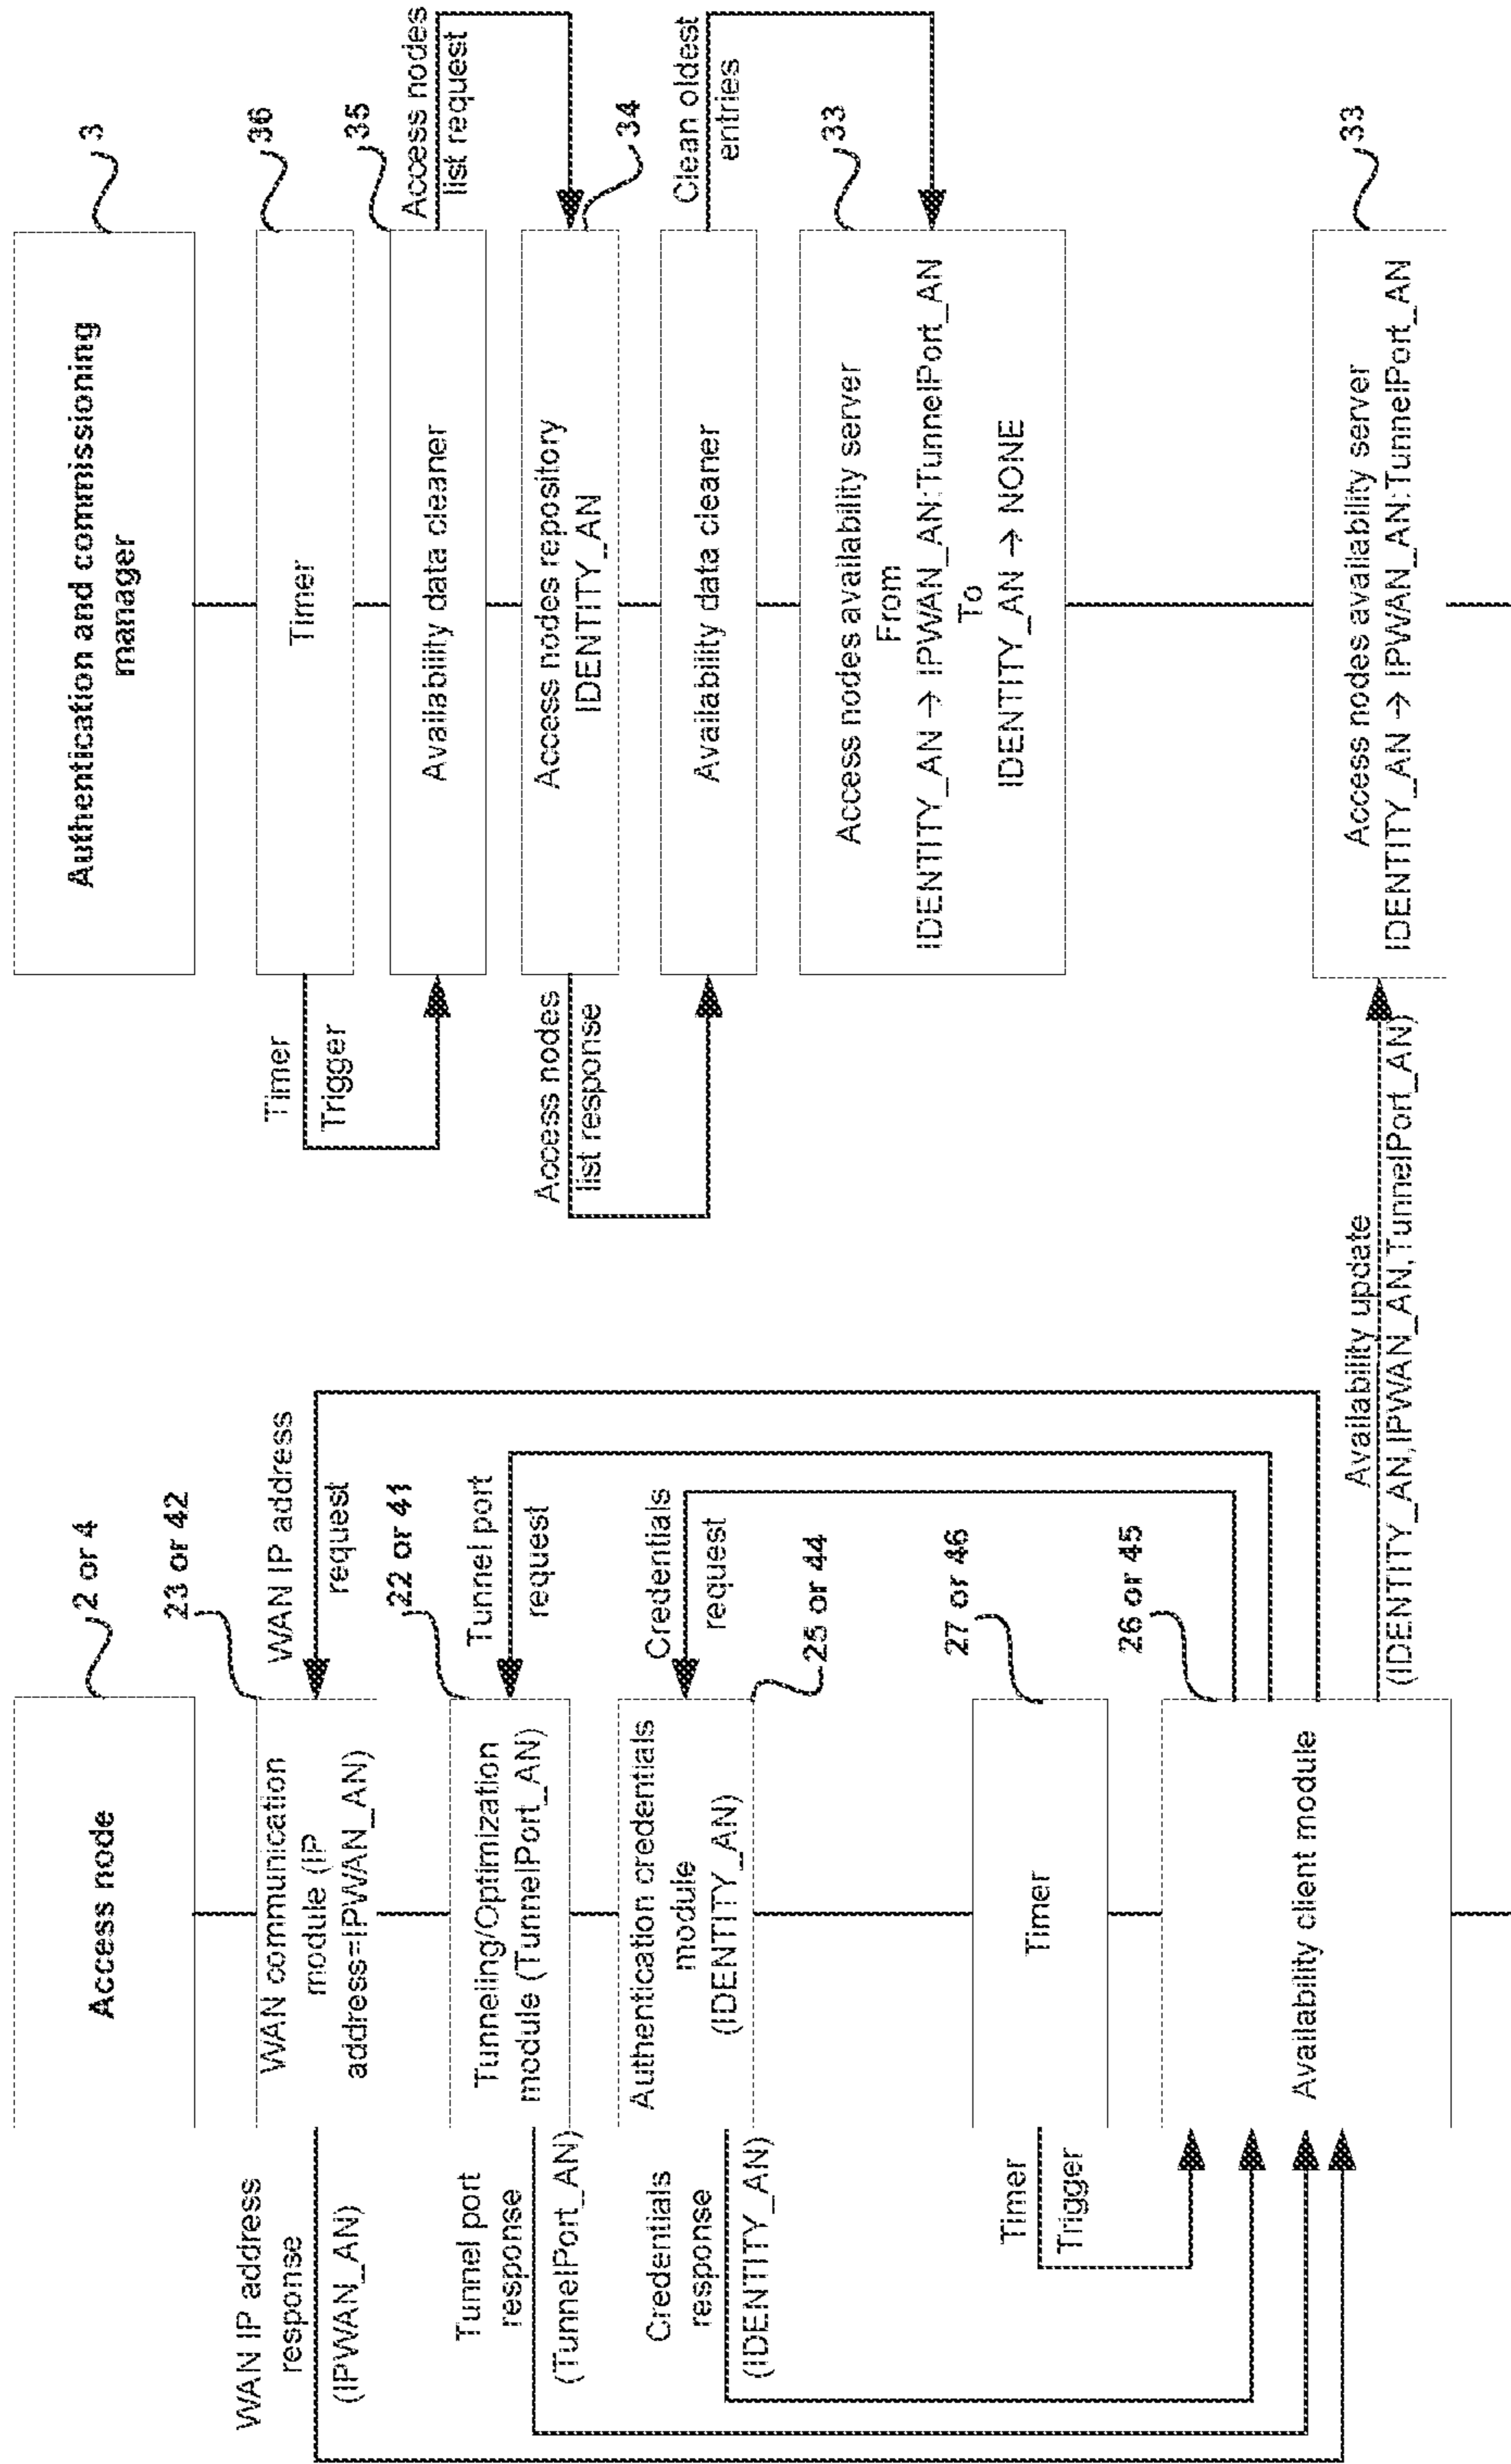 Access node
2 or 4
WAN IP address
response
(IPWAN_AN)
WAN communication
module (IP
address=IPWAN_AN)
23 or 42
WAN IP address
request
Tunnel port
response
(TunnelPort_AN)
Tunneling/Optimization
module (TunnelPort_AN)
22 or 41
Tunnel port
request
Credentials
response
(IDENTITY_AN)
Authentication credentials
module
(IDENTITY_AN)
Credentials
request
25 or 44
Timer
Trigger
Timer
27 or 46
Availability client module
26 or 45
Availability update
(IDENTITY_AN,IPWAN_AN,TunnelPort_AN)
Authentication and commissioning
manager
3
Timer
Trigger
Timer
36
Availability data cleaner
35
Access nodes
list request
Access nodes
list response
Access nodes repository
IDENTITY_AN
34
Availability data cleaner
Clean oldest
entries
Access nodes availability server
From
IDENTITY_AN → IPWAN_AN:TunnelPort_AN
To
IDENTITY_AN → NONE
33
Access nodes availability server
IDENTITY_AN → IPWAN_AN:TunnelPort_AN
33